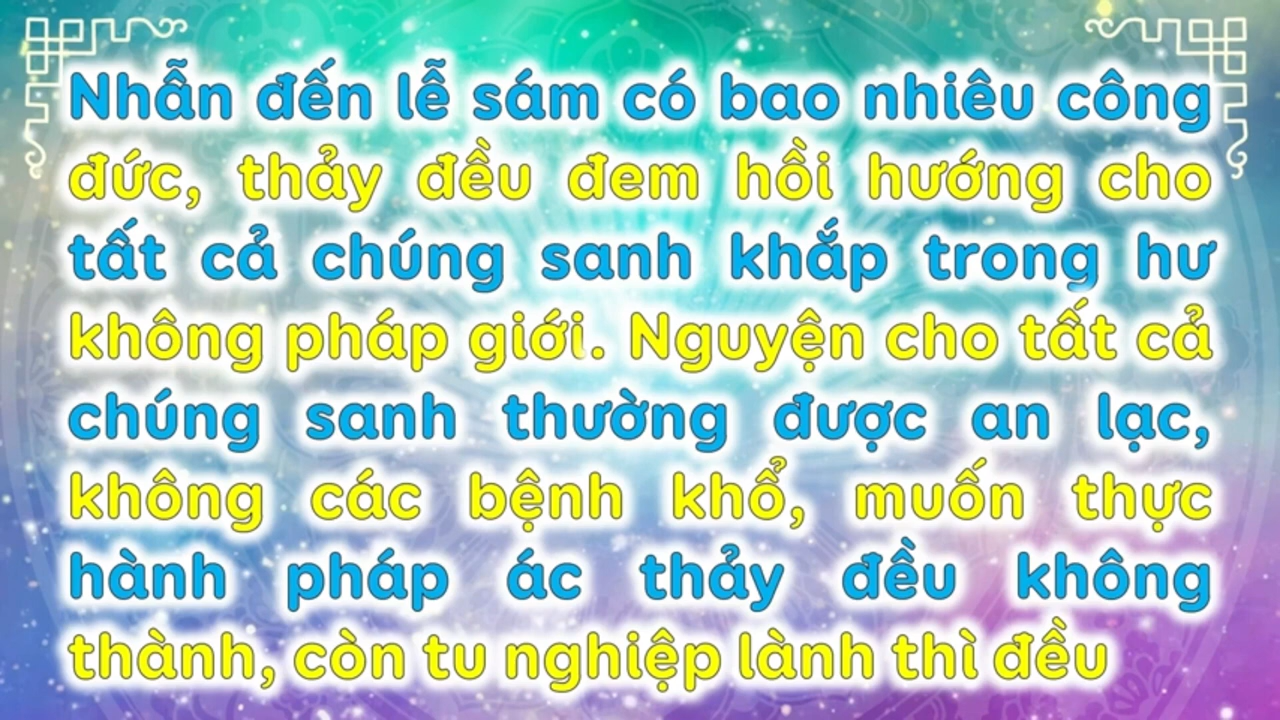 Nhẫn đến lễ sám có bao nhiêu công
đức, thảy đều đem hồi hướng cho
tất cả chúng sanh khắp trong hư
không pháp giới. Nguyện cho tất cả
chúng sanh thường được an lạc,
không các bệnh khổ, muốn thực
hành pháp ác thảy đều không
thành, còn tu nghiệp lành thì đều